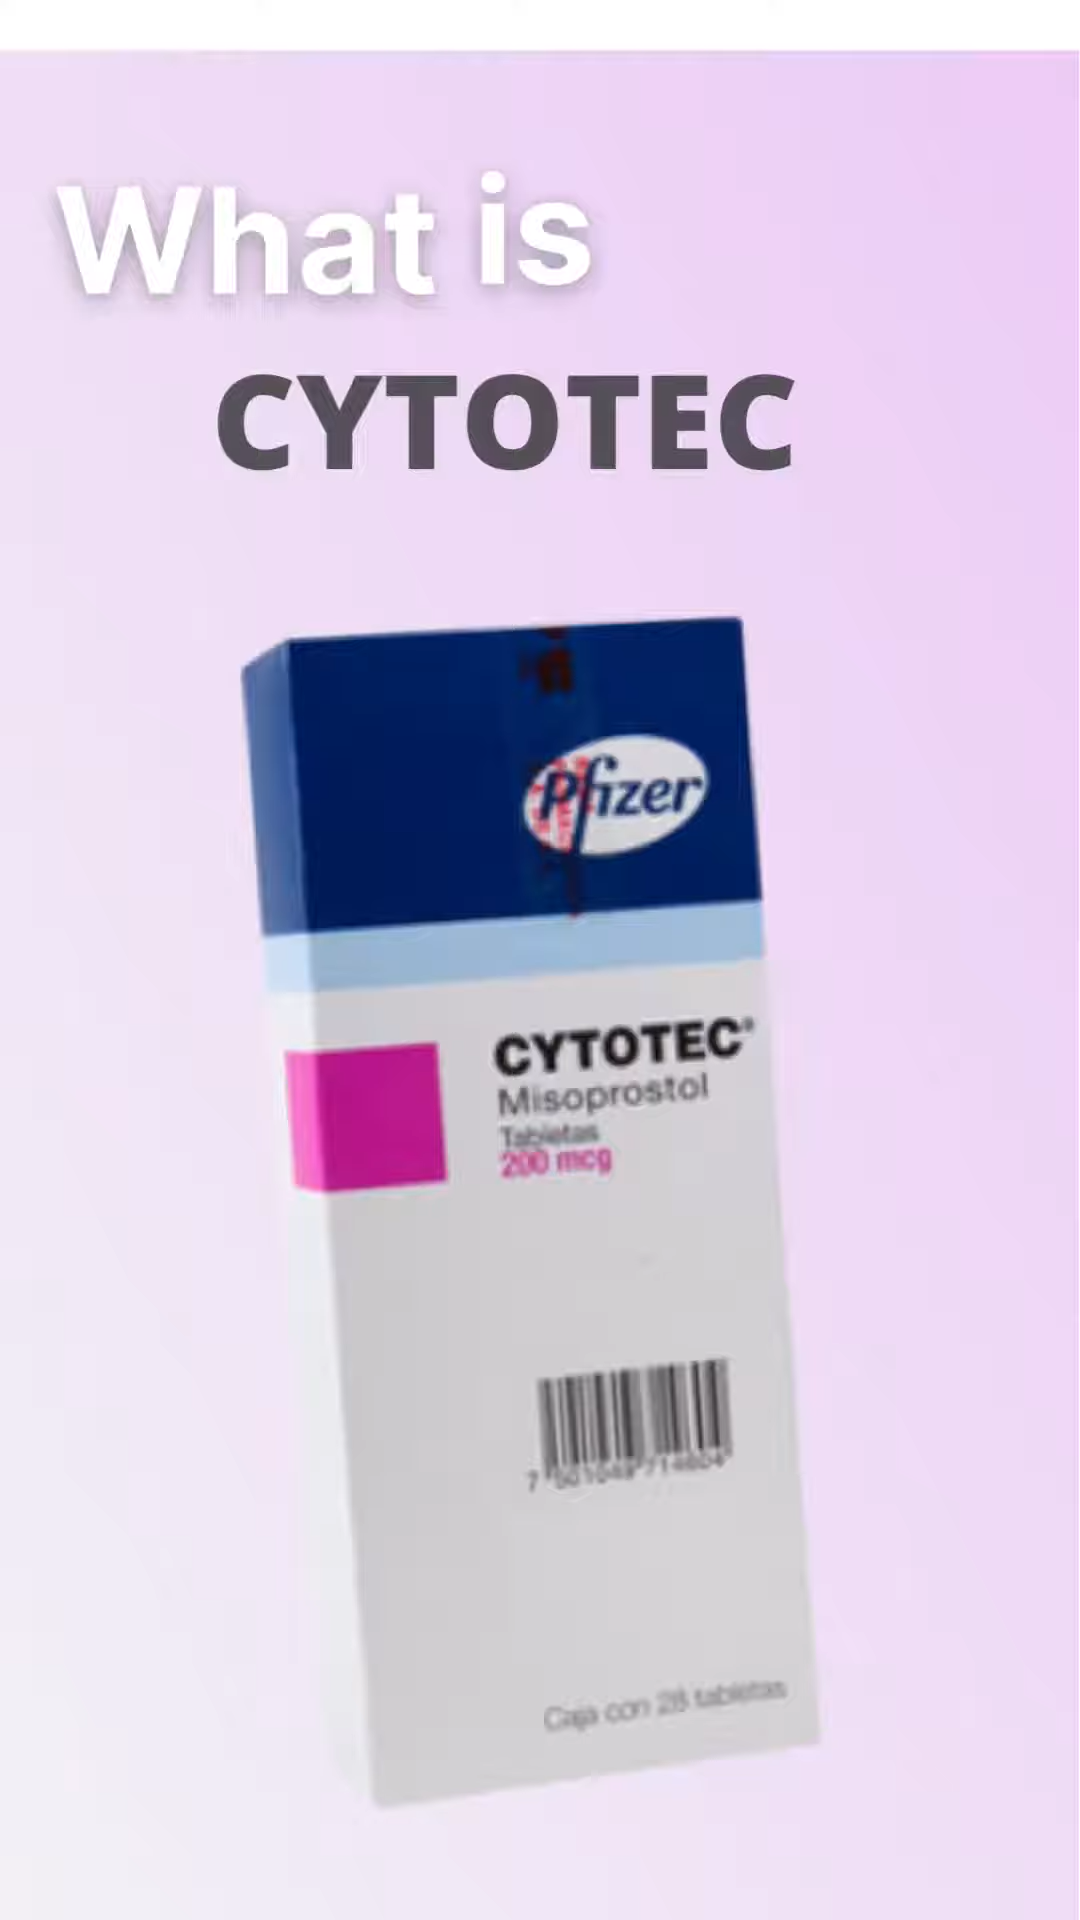 What is
CYTOTEC
Pfizer
CYTOTEC®
Misoprostol
Tabletas
200 mcg
Caja con 28 tabletas